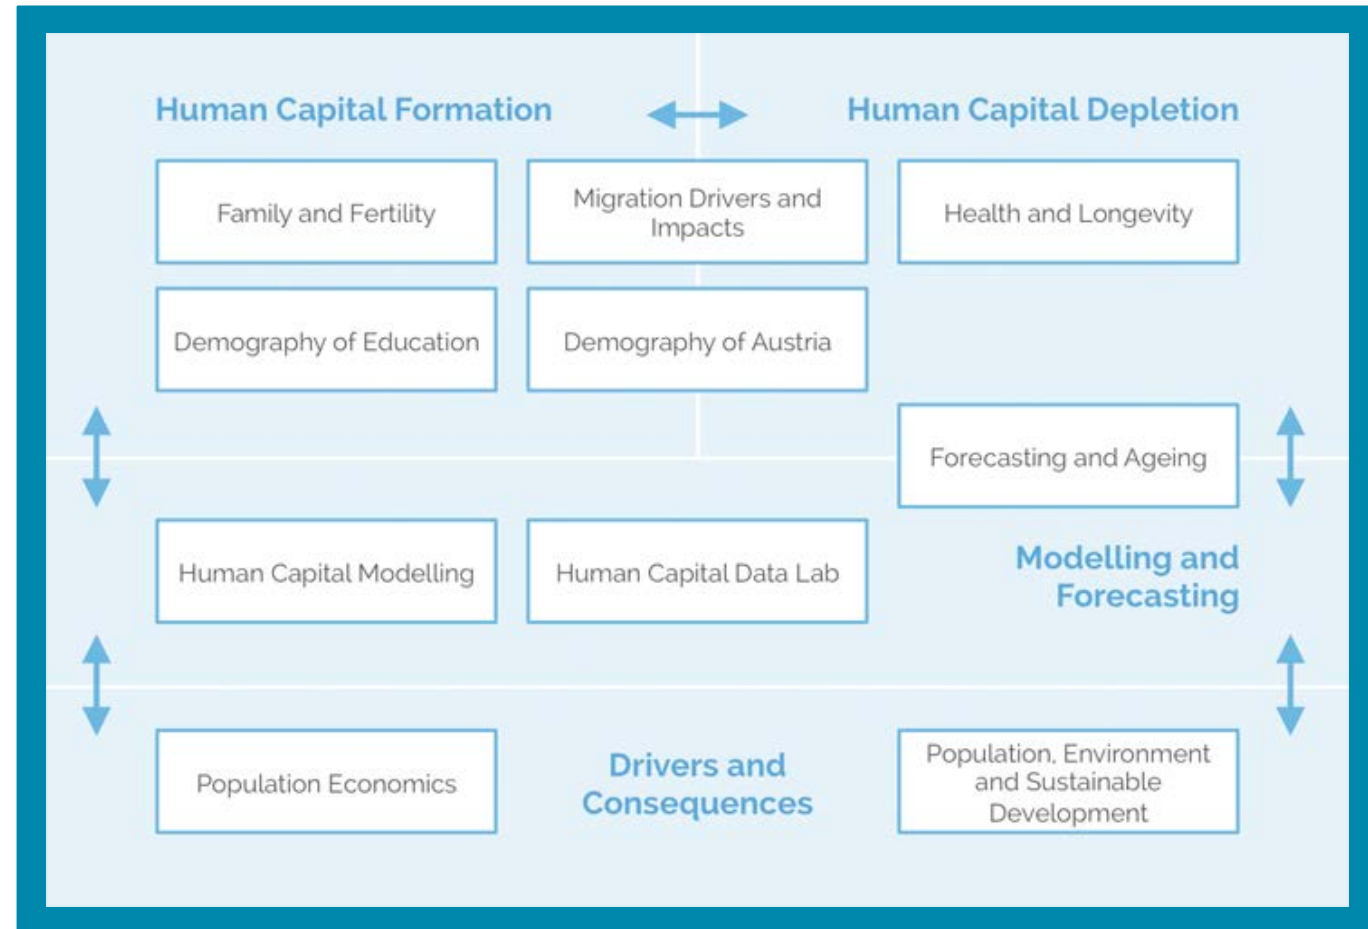 Human Capital Formation
Human Capital Depletion
Family and Fertility
Migration Drivers and
Impacts
Health and Longevity
Demography of Education
Demography of Austria
Forecasting and Ageing
Human Capital Modelling
Human Capital Data Lab
Modelling and
Forecasting
Population Economics
Drivers and
Consequences
Population, Environment
and Sustainable
Development